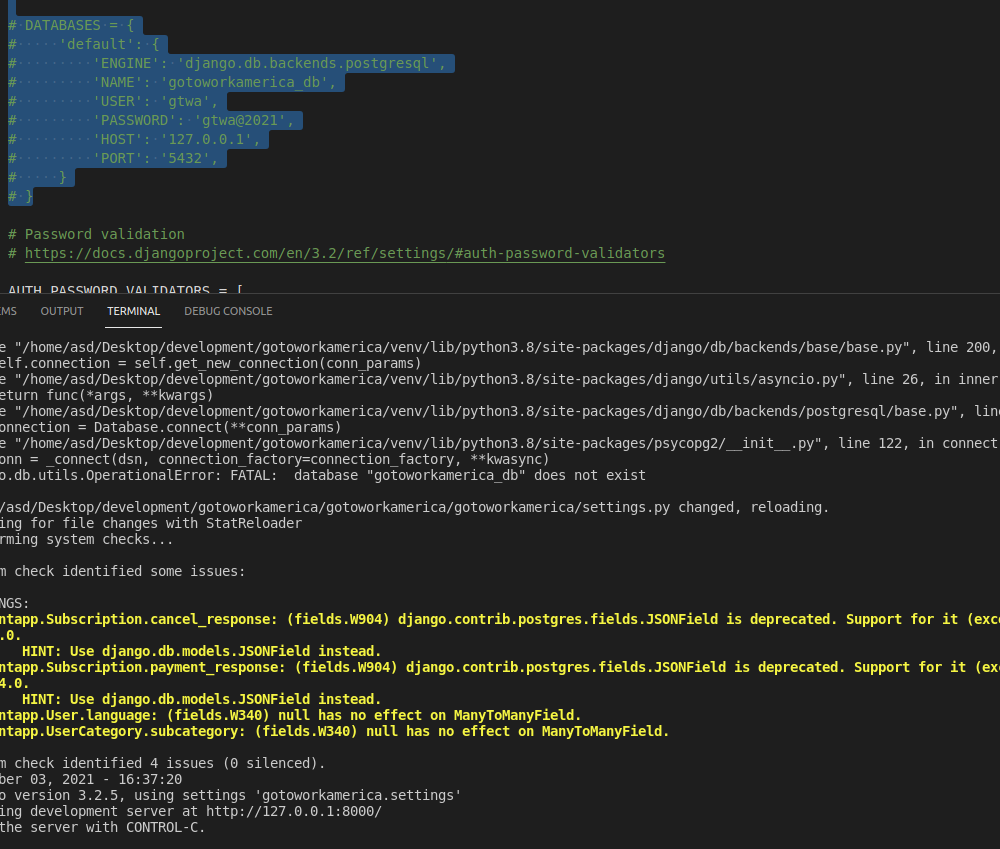 # DATABASES = {
#     'default': {
#         'ENGINE': 'django.db.backends.postgresql',
#         'NAME': 'gotoworkamerica_db',
#         'USER': 'gtwa',
#         'PASSWORD': 'gtwa@2021',
#         'HOST': '127.0.0.1',
#         'PORT': '5432',
#     }
# }
# Password validation
# https://docs.djangoproject.com/en/3.2/ref/settings/#auth-password-validators
AUTH_PASSWORD_VALIDATORS = [
MS OUTPUT TERMINAL DEBUG CONSOLE
e "/home/asd/Desktop/development/gotoworkamerica/venv/lib/python3.8/site-packages/django/db/backends/base/base.py", line 200,
elf.connection = self.get_new_connection(conn_params)
e "/home/asd/Desktop/development/gotoworkamerica/venv/lib/python3.8/site-packages/django/utils/asyncio.py", line 26, in inner
eturn func(*args, **kwargs)
e "/home/asd/Desktop/development/gotoworkamerica/venv/lib/python3.8/site-packages/django/db/backends/postgresql/base.py", line
onnection = Database.connect(**conn_params)
e "/home/asd/Desktop/development/gotoworkamerica/venv/lib/python3.8/site-packages/psycopg2/__init__.py", line 122, in connect
onn = _connect(dsn, connection_factory=connection_factory, **kwasync)
o.db.utils.OperationalError: FATAL:  database "gotoworkamerica_db" does not exist
/asd/Desktop/development/gotoworkamerica/gotoworkamerica/gotoworkamerica/settings.py changed, reloading.
ing for file changes with StatReloader
rming system checks...
m check identified some issues:
NGS:
ntapp.Subscription.cancel_response: (fields.W904) django.contrib.postgres.fields.JSONField is deprecated. Support for it (exce
.0.
HINT: Use django.db.models.JSONField instead.
ntapp.Subscription.payment_response: (fields.W904) django.contrib.postgres.fields.JSONField is deprecated. Support for it (exc
4.0.
HINT: Use django.db.models.JSONField instead.
ntapp.User.language: (fields.W340) null has no effect on ManyToManyField.
ntapp.UserCategory.subcategory: (fields.W340) null has no effect on ManyToManyField.
m check identified 4 issues (0 silenced).
ber 03, 2021 - 16:37:20
o version 3.2.5, using settings 'gotoworkamerica.settings'
ing development server at http://127.0.0.1:8000/
the server with CONTROL-C.